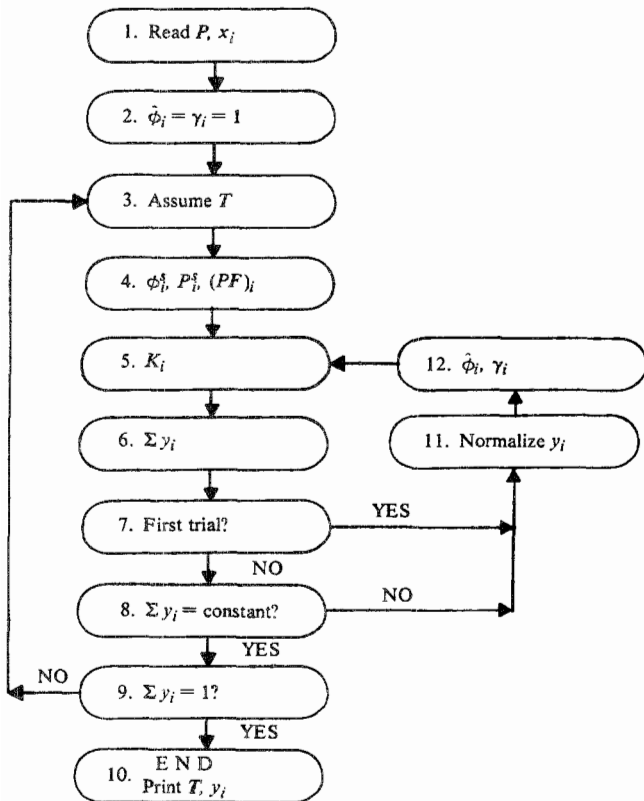 1. Read P, x_i
2. φ̂_i = γ_i = 1
3. Assume T
4. φ_i^s, P_i^s, (PF)_i
5. K_i
12. φ̂_i, γ_i
6. Σ y_i
11. Normalize y_i
7. First trial?
YES
NO
8. Σ y_i = constant?
NO
YES
NO
9. Σ y_i = 1?
YES
10. END
Print T, y_i